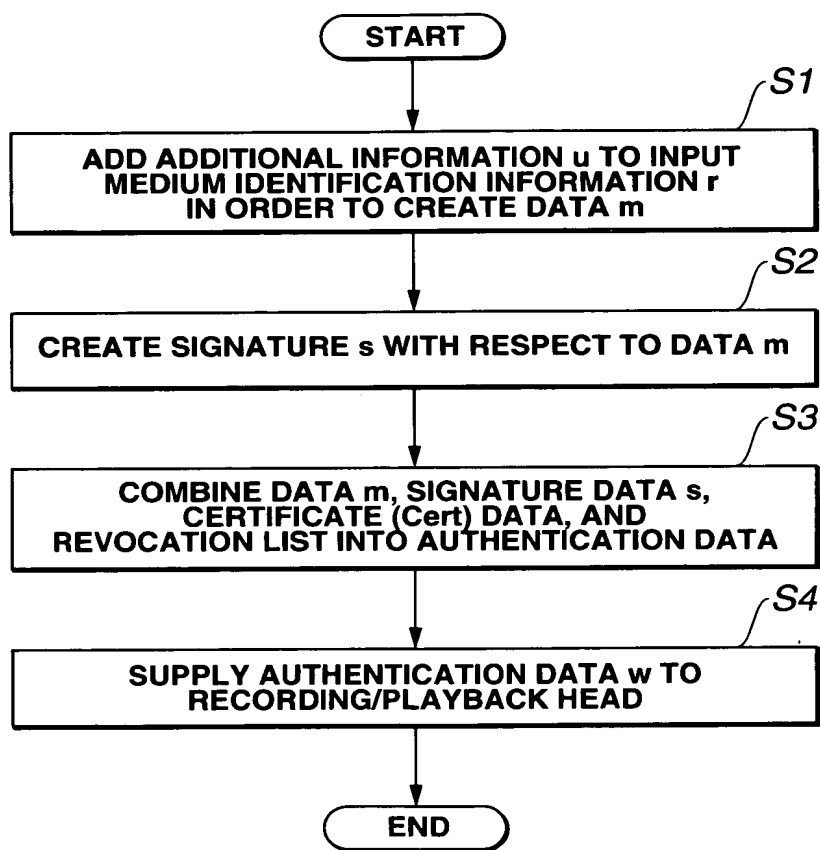 START
S1
ADD ADDITIONAL INFORMATION u TO INPUT
MEDIUM IDENTIFICATION INFORMATION r
IN ORDER TO CREATE DATA m
S2
CREATE SIGNATURE s WITH RESPECT TO DATA m
S3
COMBINE DATA m, SIGNATURE DATA s,
CERTIFICATE (Cert) DATA, AND
REVOCATION LIST INTO AUTHENTICATION DATA
S4
SUPPLY AUTHENTICATION DATA w TO
RECORDING/PLAYBACK HEAD
END